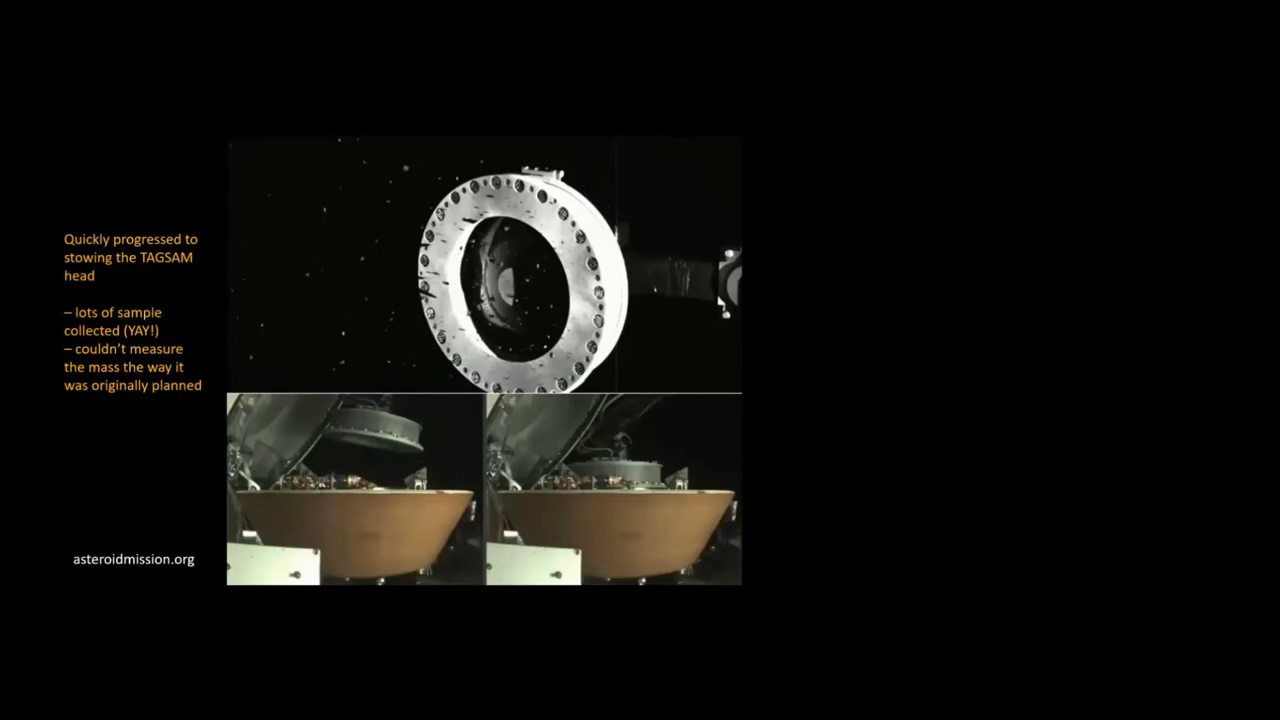 Quickly progressed to
stowing the TAGSAM
head
– lots of sample
collected (YAY!)
– couldn’t measure
the mass the way it
was originally planned
asteroidmission.org